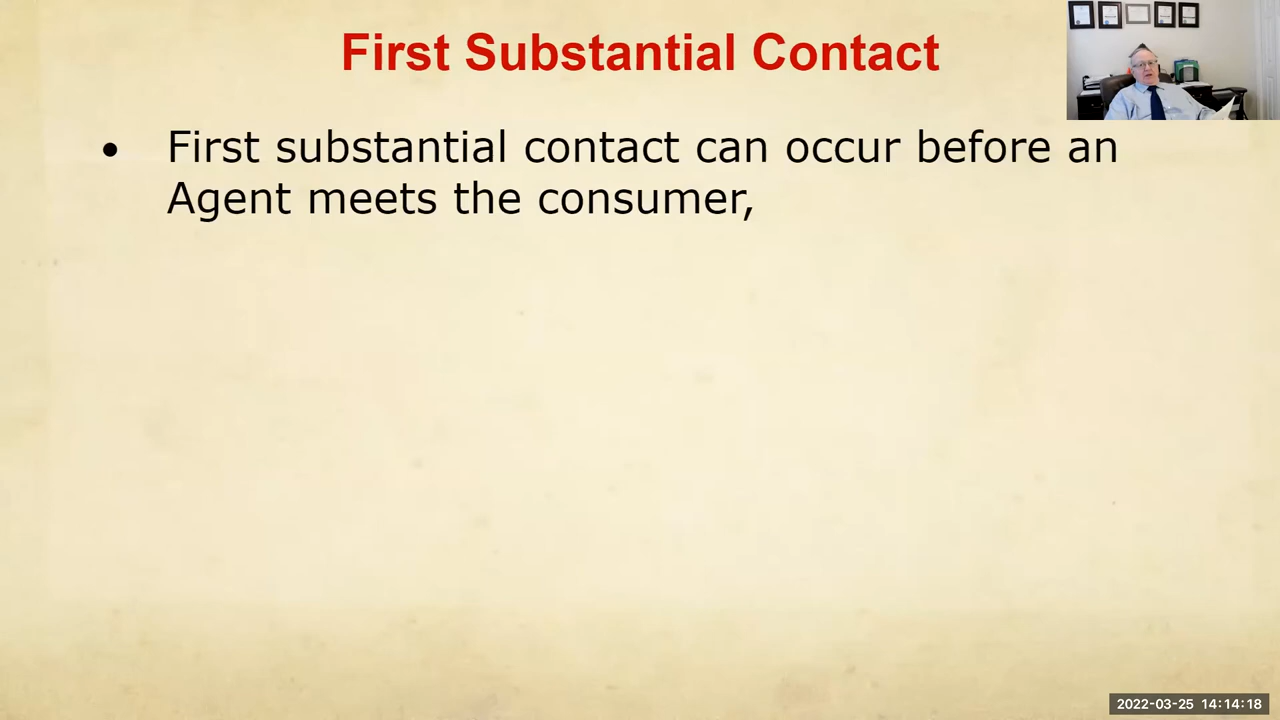 First Substantial Contact
• First substantial contact can occur before an
Agent meets the consumer,
2022-03-25 14:14:18